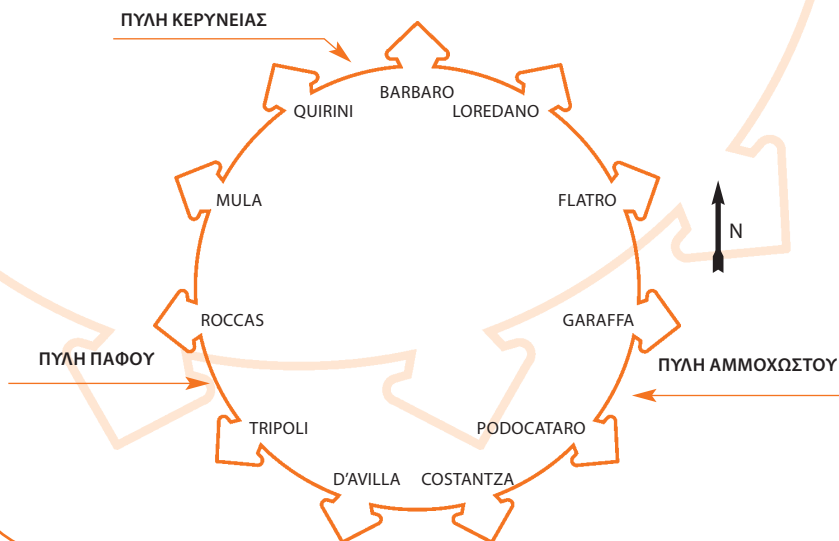 ΠΥΛΗ ΚΕΡΥΝΕΙΑΣ
BARBARO
QUIRINI
LOREDANO
MULA
FLATRO
N
ROCCAS
GARAFFA
ΠΥΛΗ ΠΑΦΟΥ
ΠΥΛΗ ΑΜΜΟΧΩΣΤΟΥ
TRIPOLI
PODOCATARO
D'AVILLA
COSTANTZA